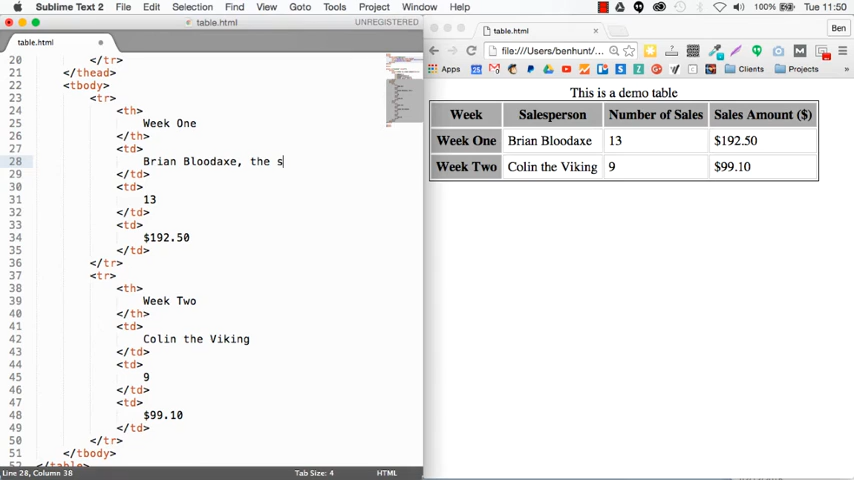 Sublime Text 2 File Edit Selection Find View Goto Tools Project Window Help 100% Tue 11:50
table.html UNREGISTERED
table.html
20 </tr>
21 </thead>
22 <tbody>
23 <tr>
24 <th>
25 Week One
26 </th>
27 <td>
28 Brian Bloodaxe, the s
29 </td>
30 <td>
31 13
32 </td>
33 <td>
34 $192.50
35 </td>
36 </tr>
37 <tr>
38 <th>
39 Week Two
40 </th>
41 <td>
42 Colin the Viking
43 </td>
44 <td>
45 9
46 </td>
47 <td>
48 $99.10
49 </td>
50 </tr>
51 </tbody>
52 </table>
Line 28, Column 38 Tab Size: 4 HTML
table.html Ben
file:///Users/benhunt/...
Apps Clients Projects
This is a demo table
Week Salesperson Number of Sales Sales Amount ($)
Week One Brian Bloodaxe 13 $192.50
Week Two Colin the Viking 9 $99.10